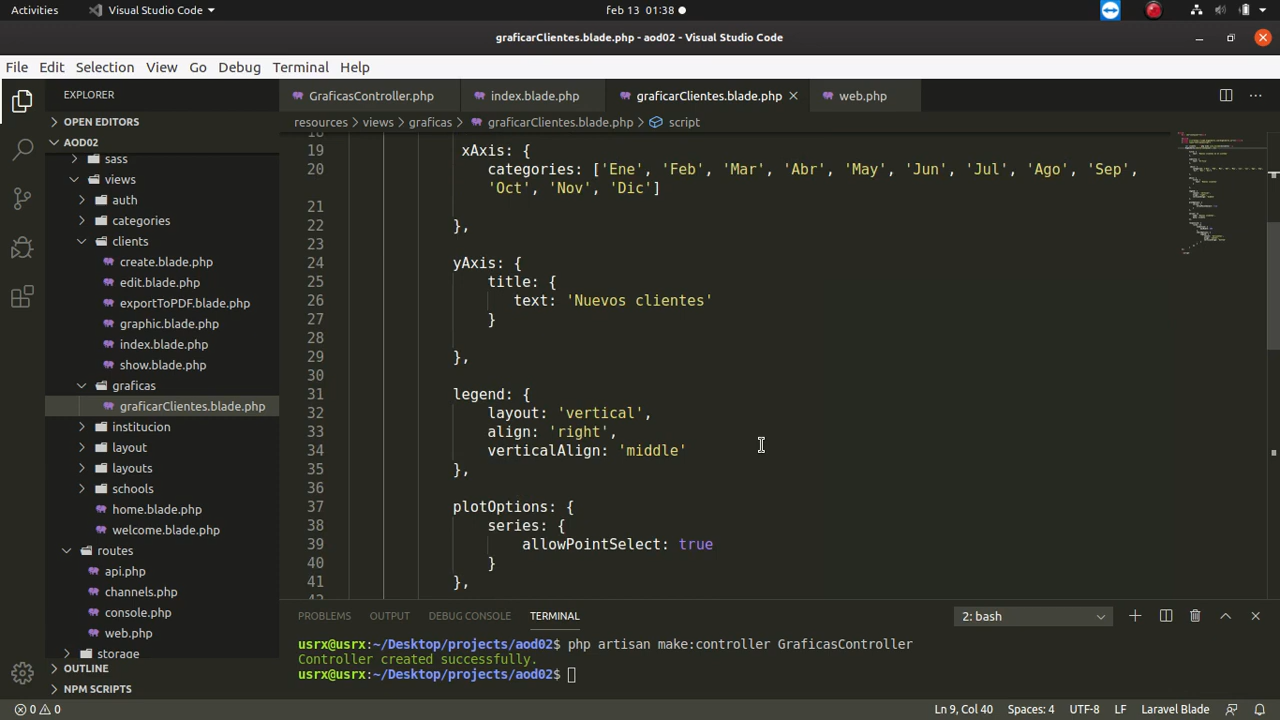 Activities
Visual Studio Code
feb 13 01:38
graficarClientes.blade.php - aod02 - Visual Studio Code
File Edit Selection View Go Debug Terminal Help
EXPLORER
GraficasController.php
index.blade.php
graficarClientes.blade.php
web.php
OPEN EDITORS
resources > views > graficas > graficarClientes.blade.php > script
AOD02
sass
views
auth
categories
clients
create.blade.php
edit.blade.php
exportToPDF.blade.php
graphic.blade.php
index.blade.php
show.blade.php
graficas
graficarClientes.blade.php
institucion
layout
layouts
schools
home.blade.php
welcome.blade.php
routes
api.php
channels.php
console.php
web.php
storage
OUTLINE
NPM SCRIPTS
18
19 xAxis: {
20 categories: ['Ene', 'Feb', 'Mar', 'Abr', 'May', 'Jun', 'Jul', 'Ago', 'Sep',
'Oct', 'Nov', 'Dic']
21
22 },
23
24 yAxis: {
25 title: {
26 text: 'Nuevos clientes'
27 }
28
29 },
30
31 legend: {
32 layout: 'vertical',
33 align: 'right',
34 verticalAlign: 'middle'
35 },
36
37 plotOptions: {
38 series: {
39 allowPointSelect: true
40 }
41 },
42
PROBLEMS OUTPUT DEBUG CONSOLE TERMINAL
2: bash
usrx@usrx:~/Desktop/projects/aod02$ php artisan make:controller GraficasController
Controller created successfully.
usrx@usrx:~/Desktop/projects/aod02$
0 0
Ln 9, Col 40 Spaces: 4 UTF-8 LF Laravel Blade